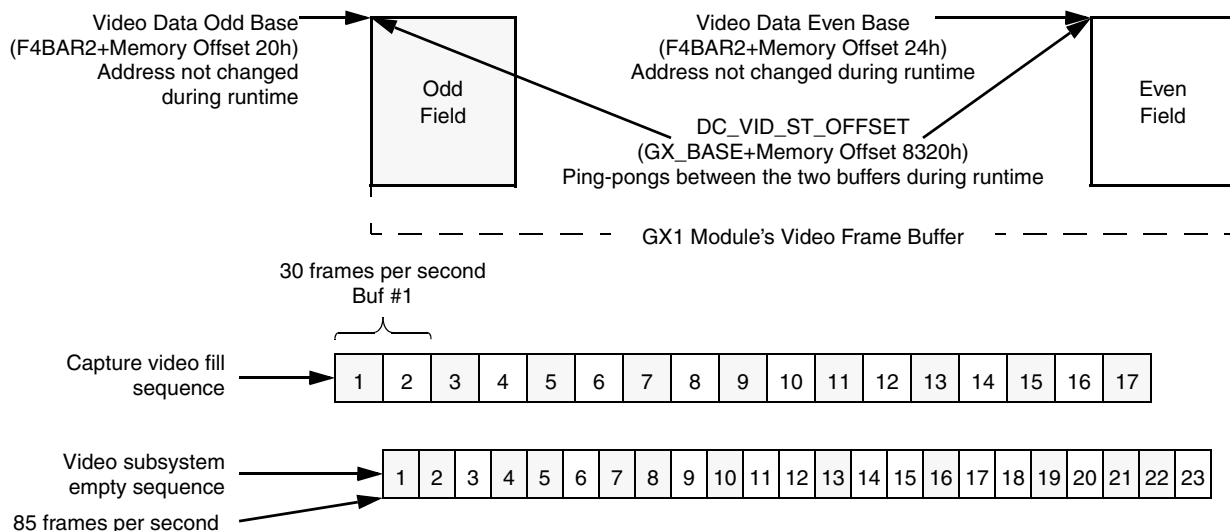 Video Data Odd Base
(F4BAR2+Memory Offset 20h)
Address not changed
during runtime
Odd
Field
Video Data Even Base
(F4BAR2+Memory Offset 24h)
Address not changed during runtime
Even
Field
DC_VID_ST_OFFSET
(GX_BASE+Memory Offset 8320h)
Ping-pongs between the two buffers during runtime
GX1 Module's Video Frame Buffer
30 frames per second
Buf #1
Capture video fill
sequence
1 2 3 4 5 6 7 8 9 10 11 12 13 14 15 16 17
Video subsystem
empty sequence
1 2 3 4 5 6 7 8 9 10 11 12 13 14 15 16 17 18 19 20 21 22 23
85 frames per second